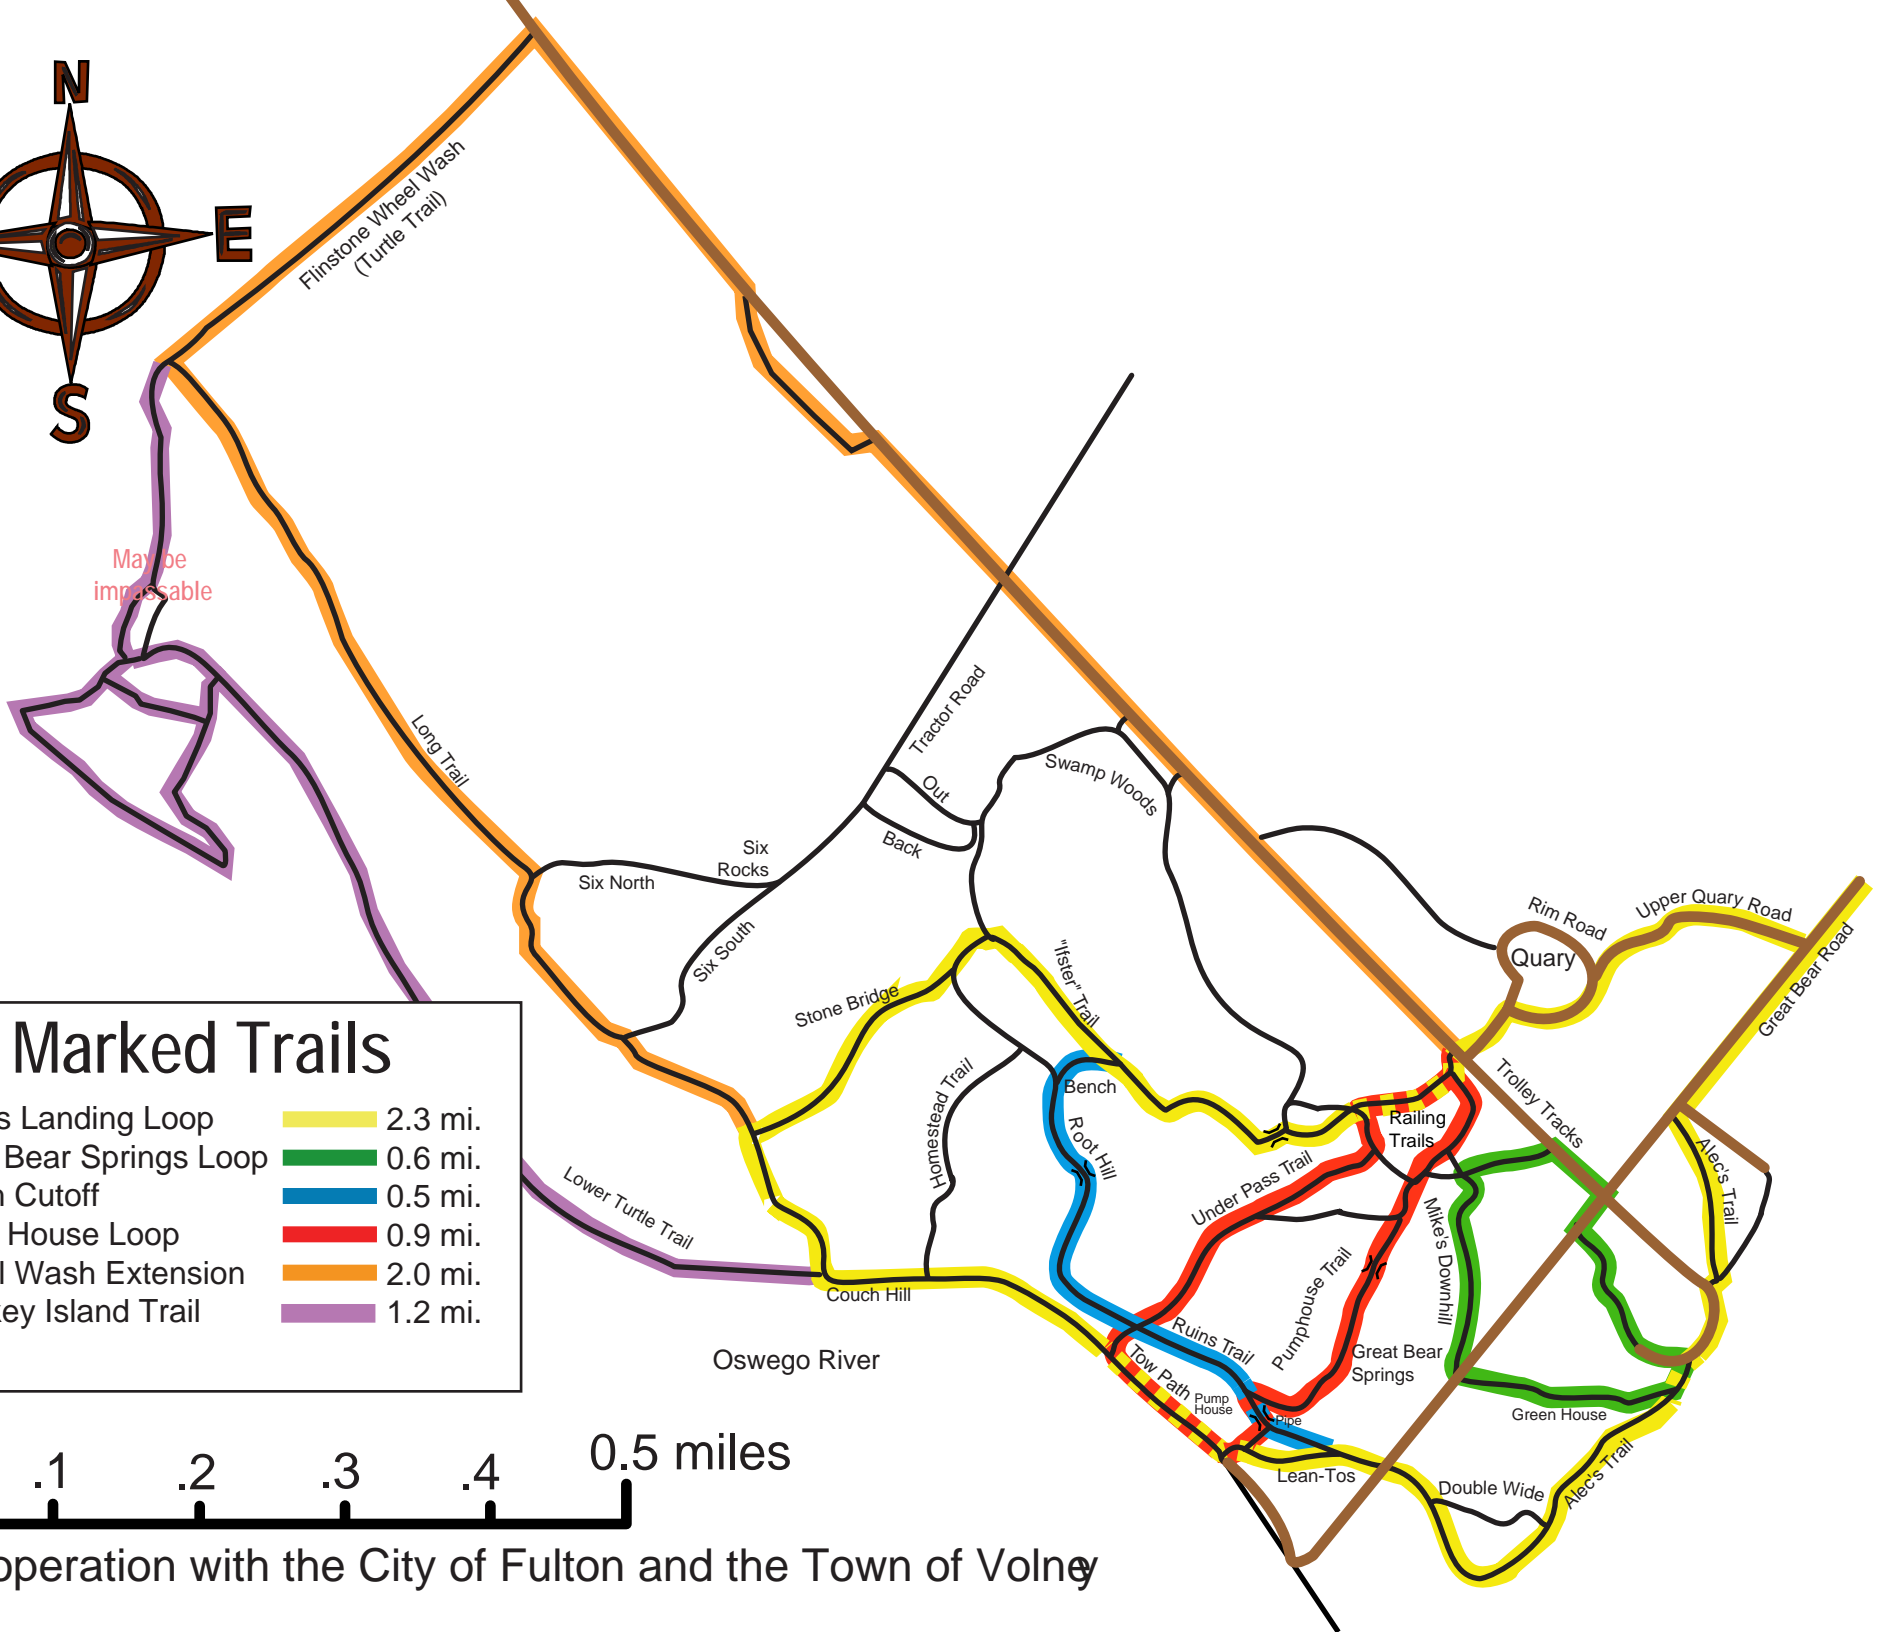 N
E
S
Flinstone Wheel Wash
(Turtle Trail)
May be
impassable
Long Trail
Tractor Road
Out
Back
Swamp Woods
Six
Rocks
Six North
Six South
Stone Bridge
"Ifster" Trail
Rim Road
Upper Quary Road
Quary
Great Bear Road
Trolley Tracks
Bench
Root Hill
Homestead Trail
Railing
Trails
Under Pass Trail
Alec's Trail
Mike's Downhill
Pumphouse Trail
Lower Turtle Trail
Couch Hill
Oswego River
Ruins Trail
Tow Path
Great Bear
Springs
Pump
House
Pipe
Green House
Lean-Tos
Double Wide
Alec's Trail
Marked Trails
s Landing Loop 2.3 mi.
Bear Springs Loop 0.6 mi.
n Cutoff 0.5 mi.
House Loop 0.9 mi.
l Wash Extension 2.0 mi.
key Island Trail 1.2 mi.
.1 .2 .3 .4 0.5 miles
operation with the City of Fulton and the Town of Volney